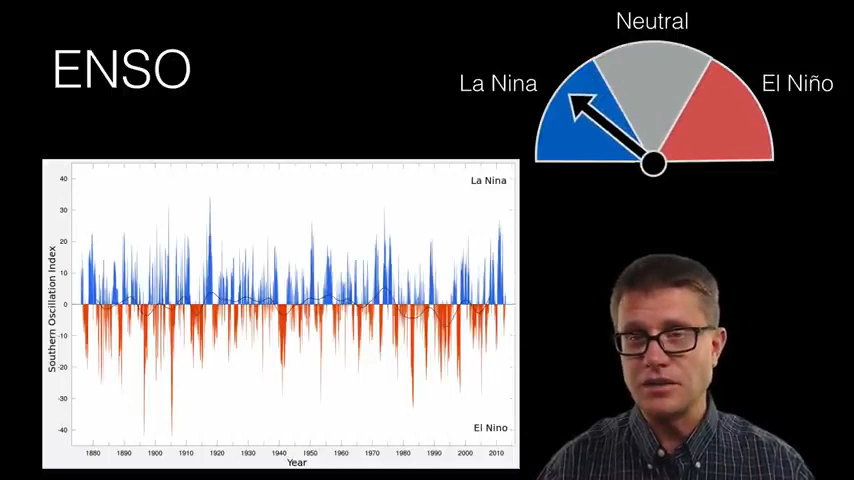 Neutral
ENSO
La Nina
El Niño
La Nina
40
30
20
10
0
-10
-20
-30
-40
Southern Oscillation Index
El Nino
1880 1890 1900 1910 1920 1930 1940 1950 1960 1970 1980 1990 2000 2010
Year